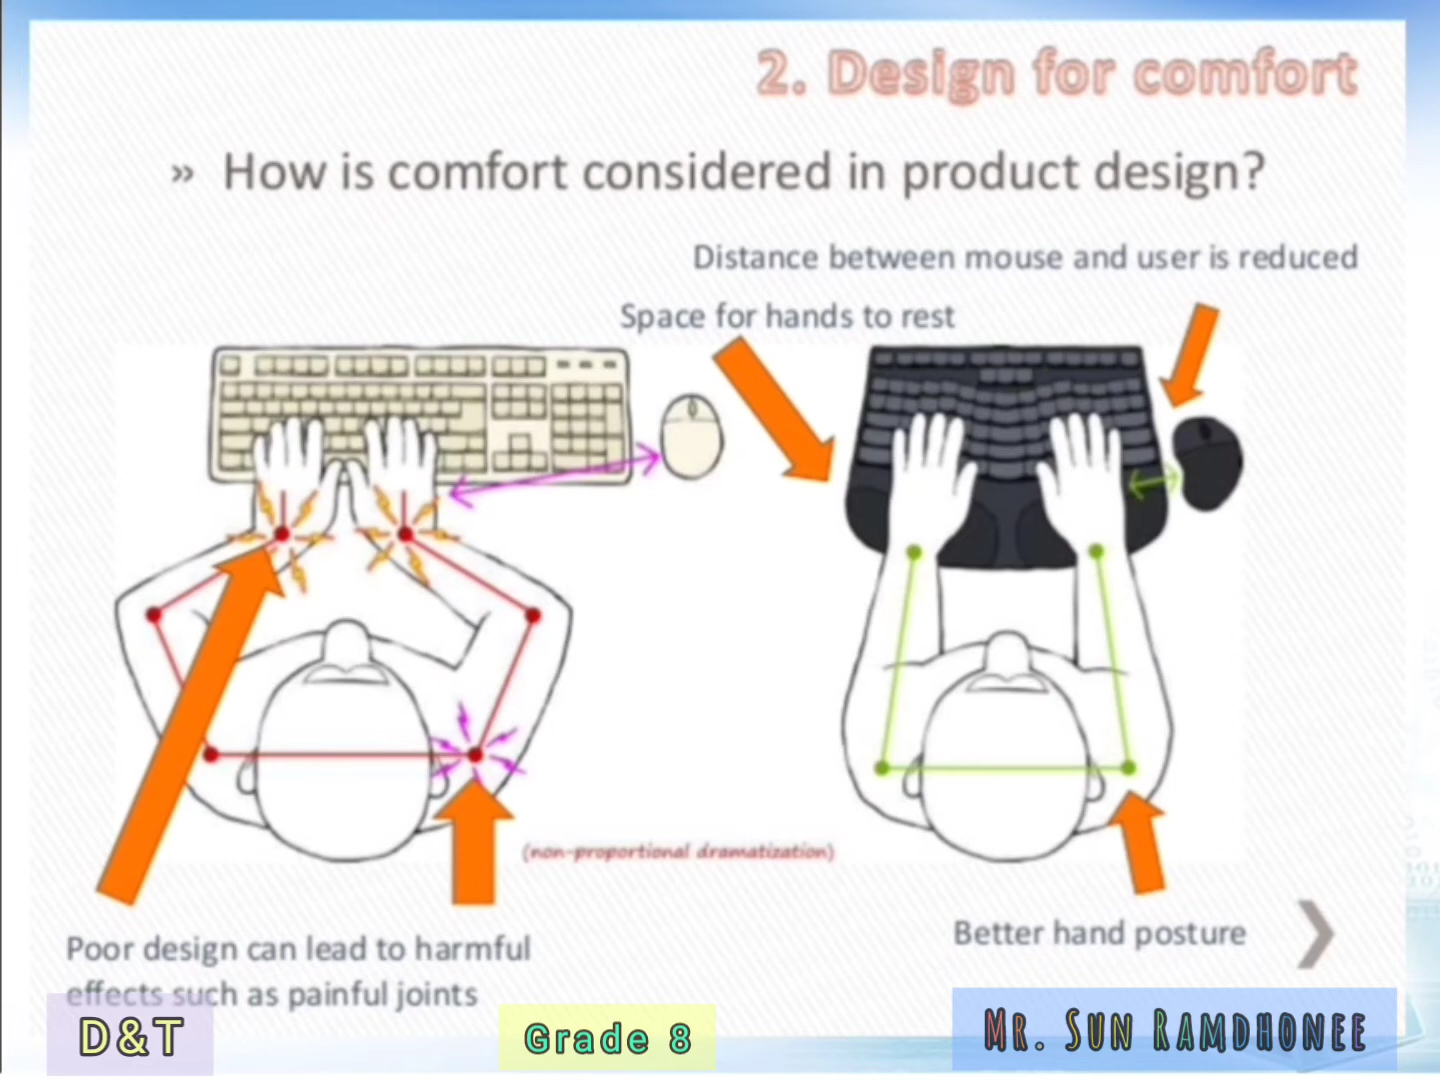 2. Design for comfort
» How is comfort considered in product design?
Distance between mouse and user is reduced
Space for hands to rest
(non-proportional dramatization)
Poor design can lead to harmful
effects such as painful joints
Better hand posture
D&T
Grade 8
Mr. Sun Ramdhonee